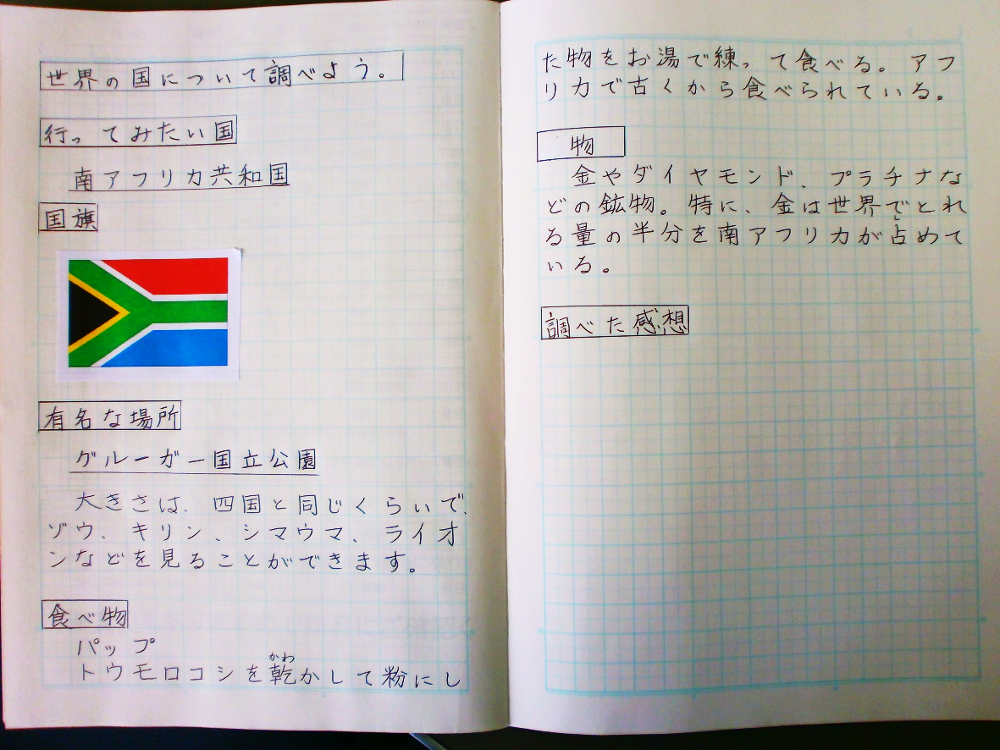 世界の国について調べよう。
行ってみたい国
南アフリカ共和国
国旗
有名な場所
グルーガー国立公園
大きさは、四国と同じくらいで、
ゾウ、キリン、シマウマ、ライオ
ンなどを見ることができます。
食べ物
パップ
かわ
トウモロコシを乾かして粉にし
た物をお湯で練って食べる。アフ
リカで古くから食べられている。
物
金やダイヤモンド、プラチナな
どの鉱物。特に、金は世界でとれ
し
る量の半分を南アフリカが占めて
いる。
調べた感想